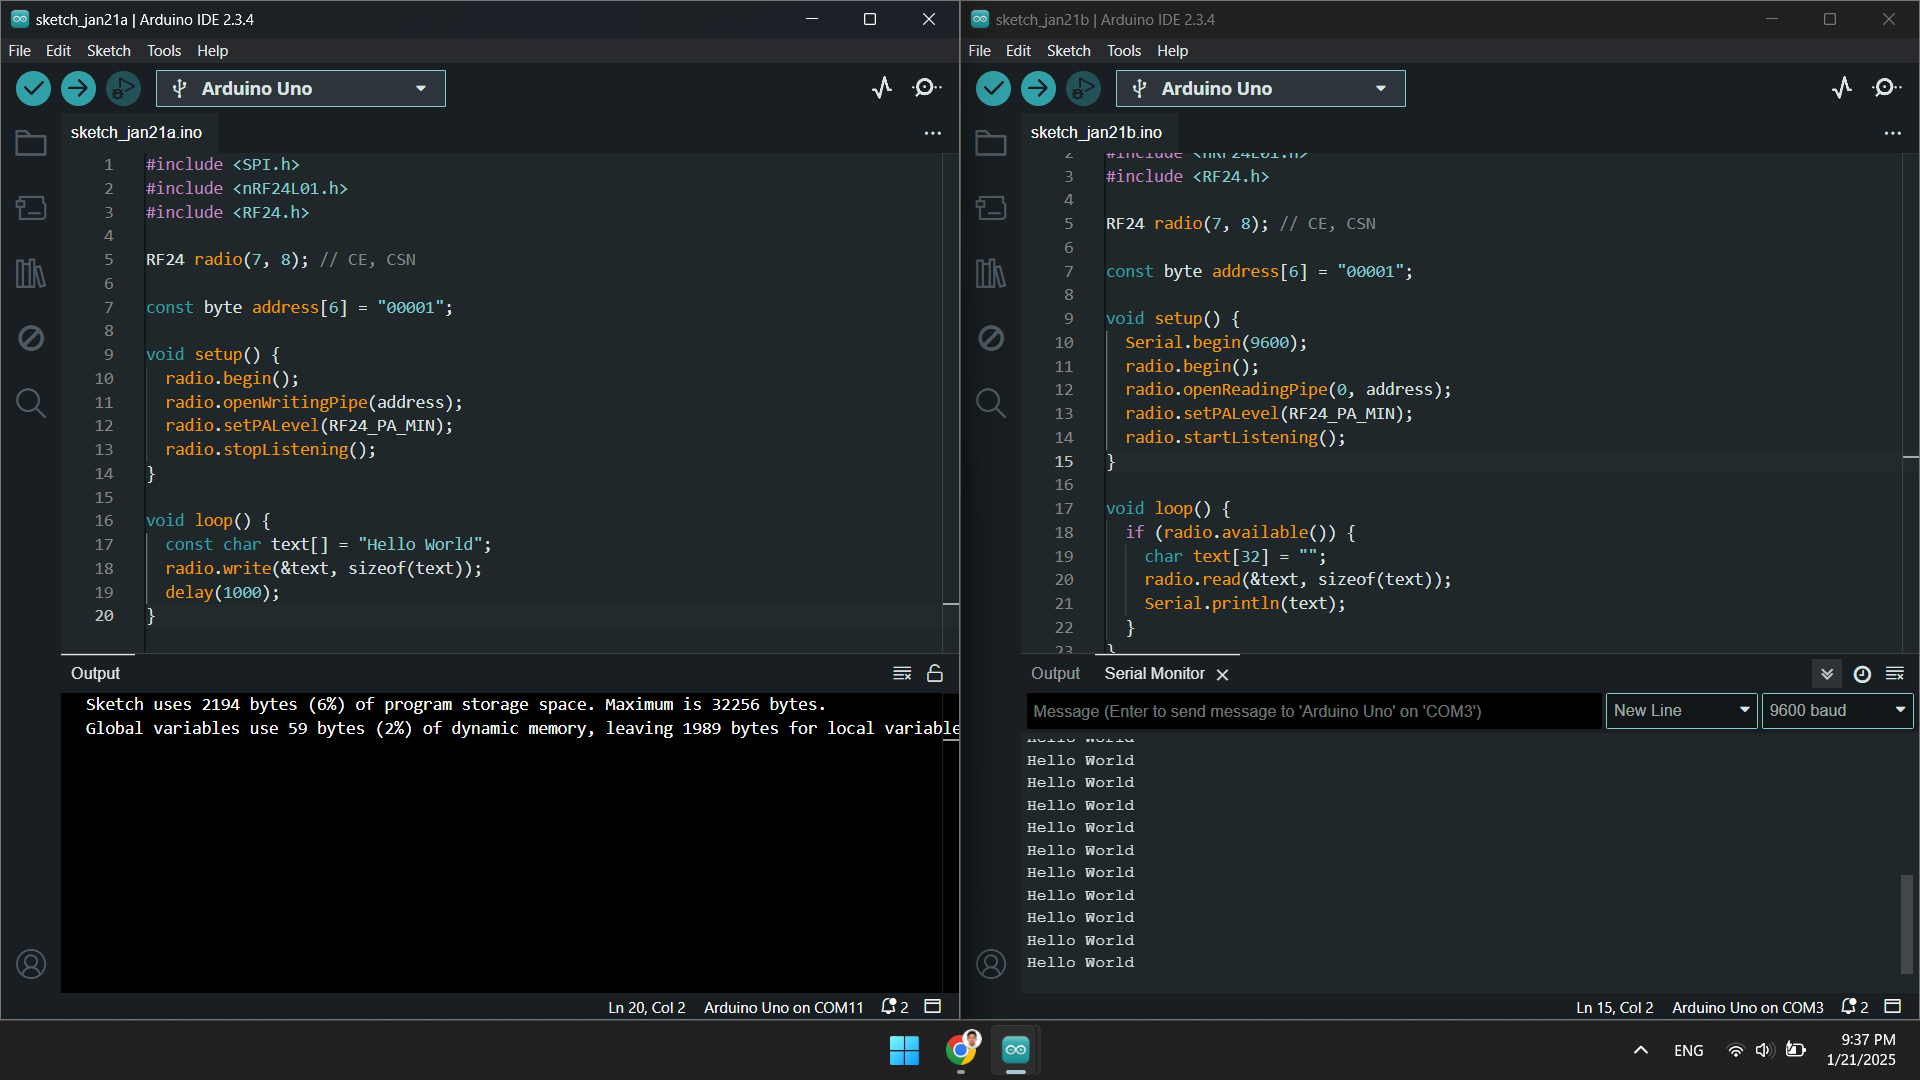 sketch_jan21a | Arduino IDE 2.3.4
File Edit Sketch Tools Help
Arduino Uno
sketch_jan21a.ino
1 #include <SPI.h>
2 #include <nRF24L01.h>
3 #include <RF24.h>
4
5 RF24 radio(7, 8); // CE, CSN
6
7 const byte address[6] = "00001";
8
9 void setup() {
10 radio.begin();
11 radio.openWritingPipe(address);
12 radio.setPALevel(RF24_PA_MIN);
13 radio.stopListening();
14 }
15
16 void loop() {
17 const char text[] = "Hello World";
18 radio.write(&text, sizeof(text));
19 delay(1000);
20 }
Output
Sketch uses 2194 bytes (6%) of program storage space. Maximum is 32256 bytes.
Global variables use 59 bytes (2%) of dynamic memory, leaving 1989 bytes for local variable
Ln 20, Col 2 Arduino Uno on COM11 2
sketch_jan21b | Arduino IDE 2.3.4
File Edit Sketch Tools Help
Arduino Uno
sketch_jan21b.ino
2 #include <nRF24L01.h>
3 #include <RF24.h>
4
5 RF24 radio(7, 8); // CE, CSN
6
7 const byte address[6] = "00001";
8
9 void setup() {
10 Serial.begin(9600);
11 radio.begin();
12 radio.openReadingPipe(0, address);
13 radio.setPALevel(RF24_PA_MIN);
14 radio.startListening();
15 }
16
17 void loop() {
18 if (radio.available()) {
19 char text[32] = "";
20 radio.read(&text, sizeof(text));
21 Serial.println(text);
22 }
23 }
Output Serial Monitor
Message (Enter to send message to 'Arduino Uno' on 'COM3') New Line 9600 baud
Hello World
Hello World
Hello World
Hello World
Hello World
Hello World
Hello World
Hello World
Hello World
Hello World
Hello World
Ln 15, Col 2 Arduino Uno on COM3 2
ENG
9:37 PM
1/21/2025